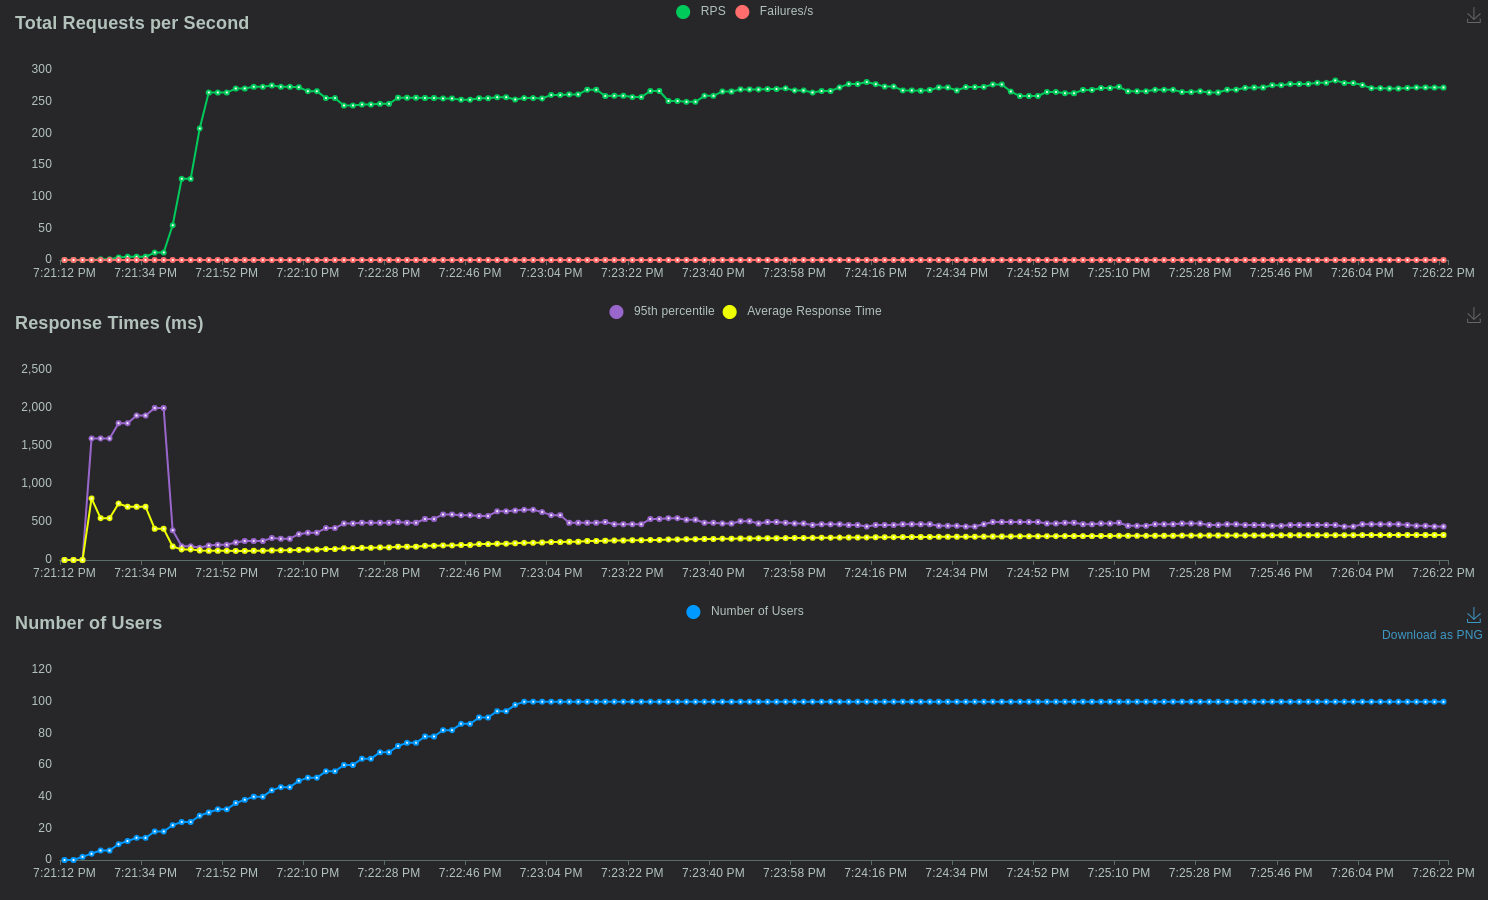 Total Requests per Second
RPS Failures/s
300
250
200
150
100
50
0
7:21:12 PM 7:21:34 PM 7:21:52 PM 7:22:10 PM 7:22:28 PM 7:22:46 PM 7:23:04 PM 7:23:22 PM 7:23:40 PM 7:23:58 PM 7:24:16 PM 7:24:34 PM 7:24:52 PM 7:25:10 PM 7:25:28 PM 7:25:46 PM 7:26:04 PM 7:26:22 PM
Response Times (ms)
95th percentile Average Response Time
2,500
2,000
1,500
1,000
500
0
7:21:12 PM 7:21:34 PM 7:21:52 PM 7:22:10 PM 7:22:28 PM 7:22:46 PM 7:23:04 PM 7:23:22 PM 7:23:40 PM 7:23:58 PM 7:24:16 PM 7:24:34 PM 7:24:52 PM 7:25:10 PM 7:25:28 PM 7:25:46 PM 7:26:04 PM 7:26:22 PM
Number of Users
Number of Users
Download as PNG
120
100
80
60
40
20
0
7:21:12 PM 7:21:34 PM 7:21:52 PM 7:22:10 PM 7:22:28 PM 7:22:46 PM 7:23:04 PM 7:23:22 PM 7:23:40 PM 7:23:58 PM 7:24:16 PM 7:24:34 PM 7:24:52 PM 7:25:10 PM 7:25:28 PM 7:25:46 PM 7:26:04 PM 7:26:22 PM